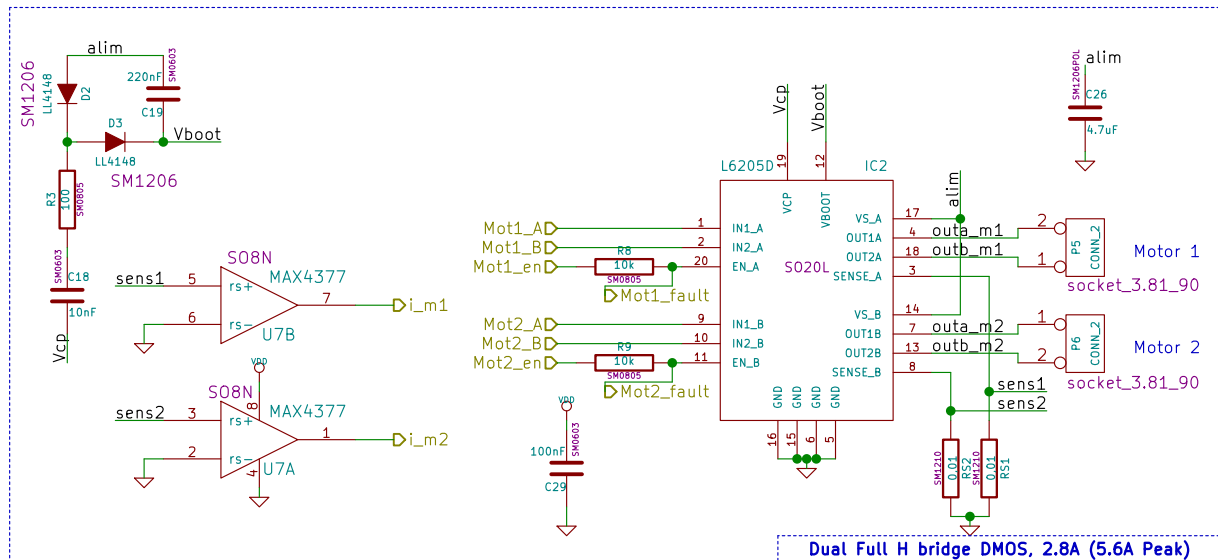 alim
SM1206
LL4148
D2
220nF
SM0603
C19
D3
LL4148
SM1206
Vboot
R3
100
SM0805
SM0603
C18
10nF
Vcp
SO8N
MAX4377
sens1
5
rs+
6
rs-
7
i_m1
U7B
VDD
SO8N
MAX4377
sens2
3
rs+
2
rs-
8
4
1
i_m2
U7A
Mot1_A
Mot1_B
Mot1_en
R8
10k
SM0805
Mot1_fault
Mot2_A
Mot2_B
Mot2_en
R9
10k
SM0805
Mot2_fault
VDD
100nF
SM0603
C29
Vcp
Vboot
19
12
L6205D
IC2
VCP
VBOOT
SO20L
1
IN1_A
2
IN2_A
20
EN_A
9
IN1_B
10
IN2_B
11
EN_B
VS_A
17
OUT1A
4
OUT2A
18
SENSE_A
3
VS_B
14
OUT1B
7
OUT2B
13
SENSE_B
8
GND
GND
GND
GND
16
15
6
5
alim
SM1206POL
C26
4.7uF
alim
outa_m1
outb_m1
2
1
P5
CONN_2
Motor 1
socket_3.81_90
outa_m2
outb_m2
1
2
P6
CONN_2
Motor 2
socket_3.81_90
sens1
sens2
SM1210
0.01
RS2
SM1210
0.01
RS1
Dual Full H bridge DMOS, 2.8A (5.6A Peak)